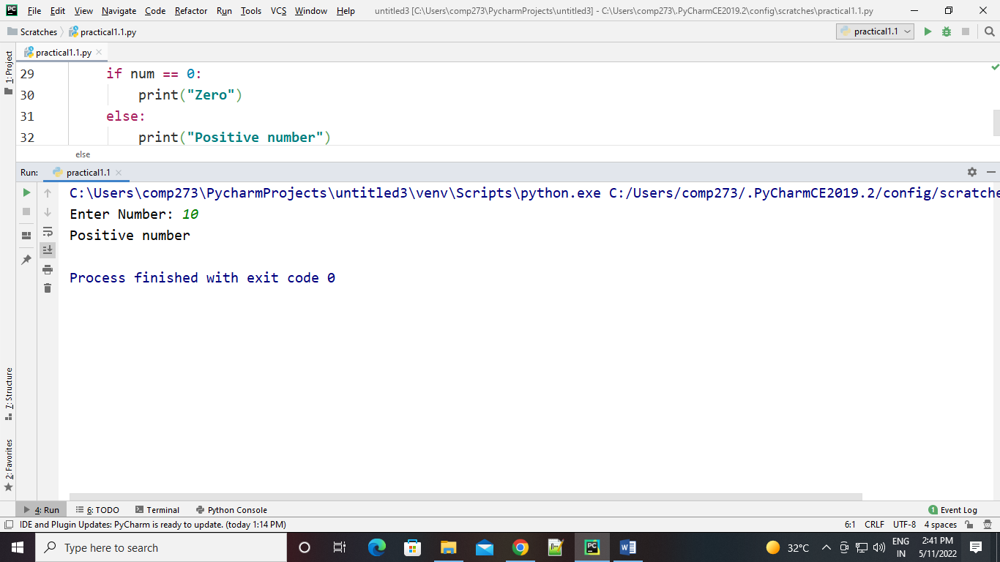 File Edit View Navigate Code Refactor Run Tools VCS Window Help untitled3 [C:\Users\comp273\PycharmProjects\untitled3] - C:\Users\comp273\.PyCharmCE2019.2\config\scratches\practical1.1.py
Scratches practical1.1.py practical1.1
practical1.1.py
1: Project
29 if num == 0:
30 print("Zero")
31 else:
32 print("Positive number")
else
Run: practical1.1
C:\Users\comp273\PycharmProjects\untitled3\venv\Scripts\python.exe C:/Users/comp273/.PyCharmCE2019.2/config/scratche
Enter Number: 10
Positive number
Process finished with exit code 0
7: Structure
2: Favorites
4: Run 6: TODO Terminal Python Console 1 Event Log
IDE and Plugin Updates: PyCharm is ready to update. (today 1:14 PM) 6:1 CRLF UTF-8 4 spaces
Type here to search 32°C ENG IN 2:41 PM 5/11/2022